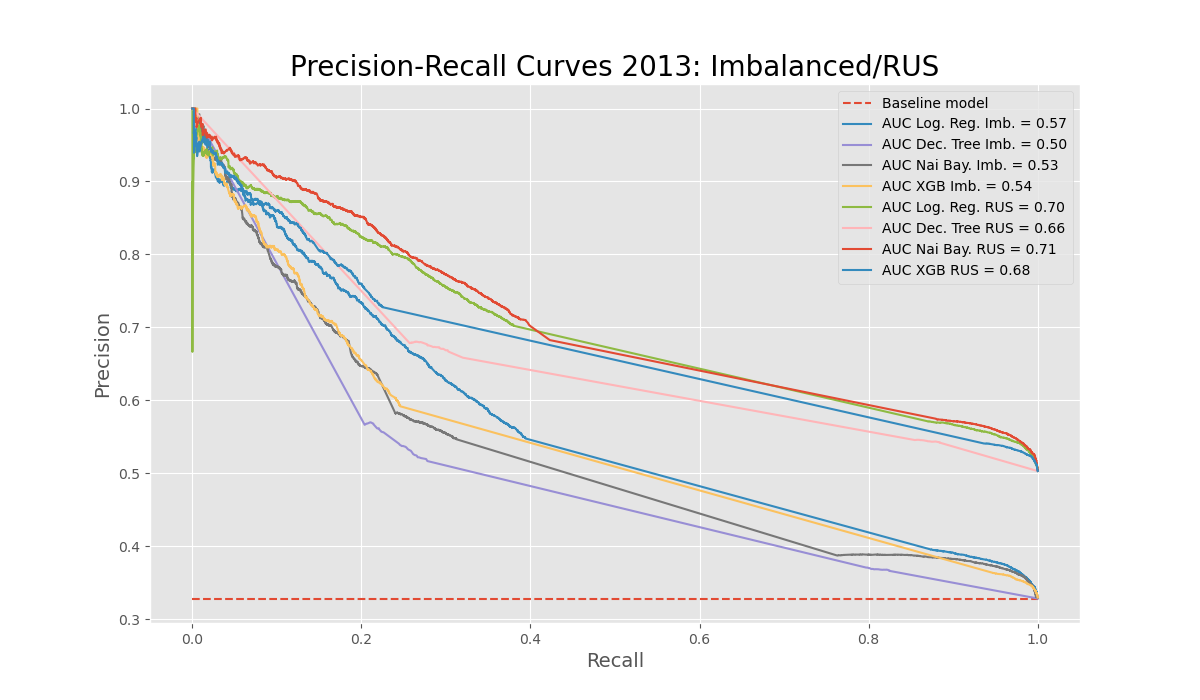 Precision-Recall Curves 2013: Imbalanced/RUS
Baseline model
AUC Log. Reg. Imb. = 0.57
AUC Dec. Tree Imb. = 0.50
AUC Nai Bay. Imb. = 0.53
AUC XGB Imb. = 0.54
AUC Log. Reg. RUS = 0.70
AUC Dec. Tree RUS = 0.66
AUC Nai Bay. RUS = 0.71
AUC XGB RUS = 0.68
Precision
1.0
0.9
0.8
0.7
0.6
0.5
0.4
0.3
0.0 0.2 0.4 0.6 0.8 1.0
Recall